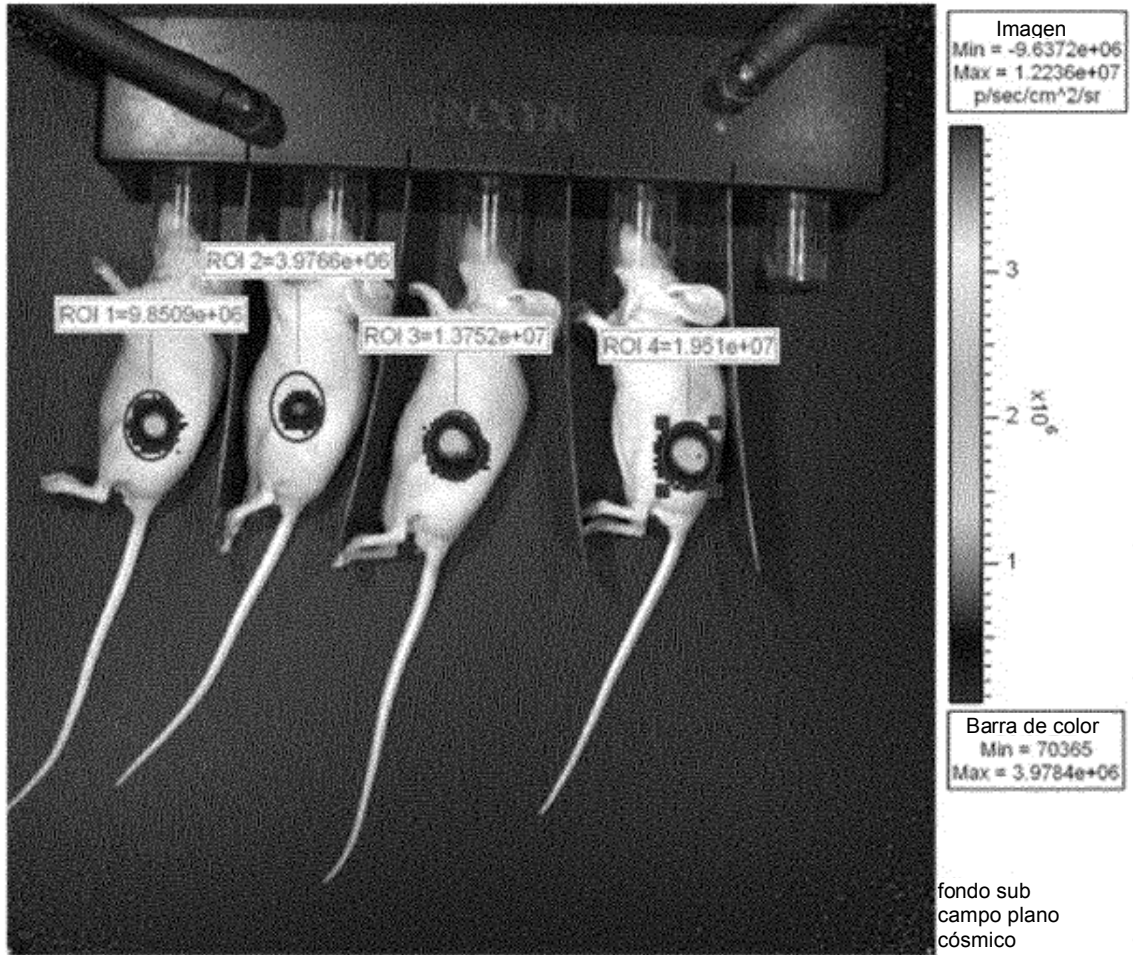 Imagen
Min = -9.6372e+06
Max = 1.2236e+07
p/sec/cm^2/sr
ROI 2=3.9766e+06
ROI 1=9.8509e+06
ROI 3=1.3752e+07
ROI 4=1.951e+07
3
2
x10^6
1
Barra de color
Min = 70365
Max = 3.9784e+06
fondo sub
campo plano
cósmico